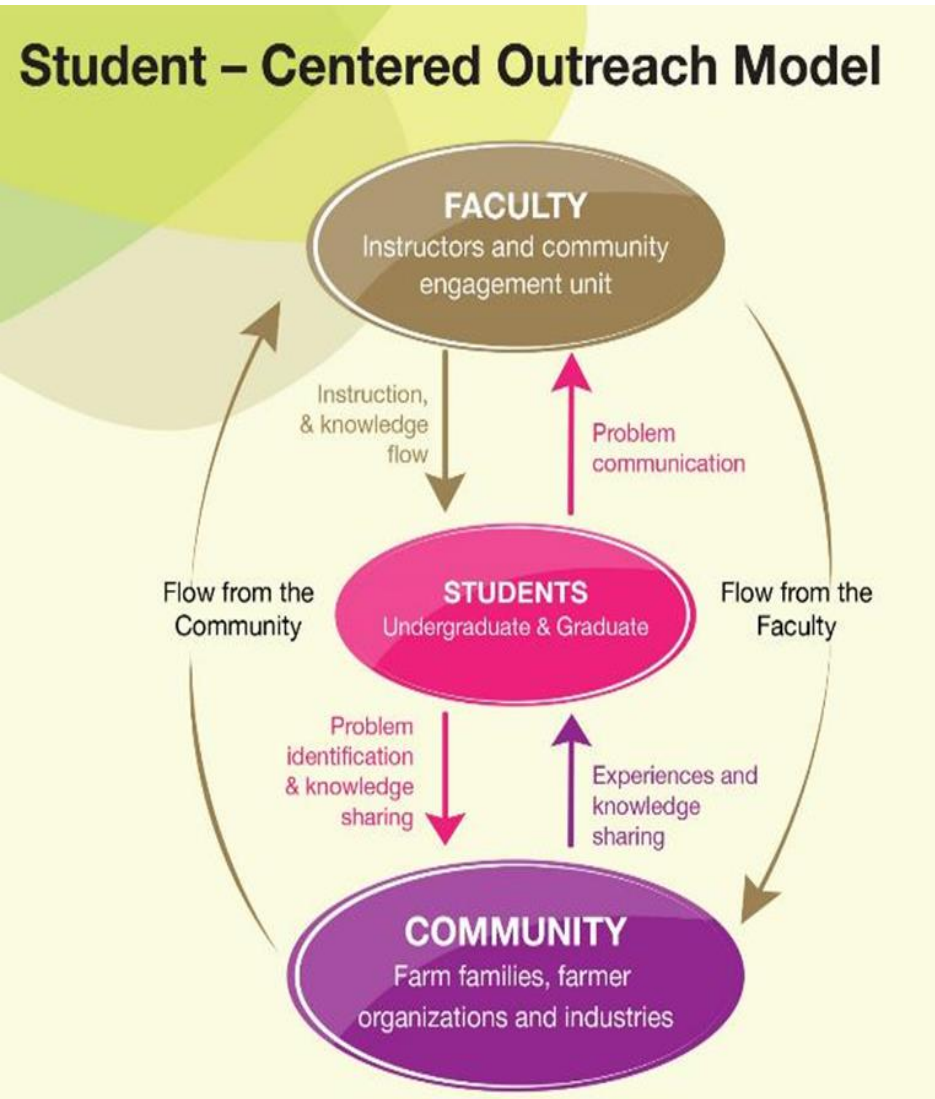 Student – Centered Outreach Model
FACULTY
Instructors and community
engagement unit
Instruction,
& knowledge
flow
Problem
communication
Flow from the
Community
STUDENTS
Undergraduate & Graduate
Flow from the
Faculty
Problem
identification
& knowledge
sharing
Experiences and
knowledge
sharing
COMMUNITY
Farm families, farmer
organizations and industries